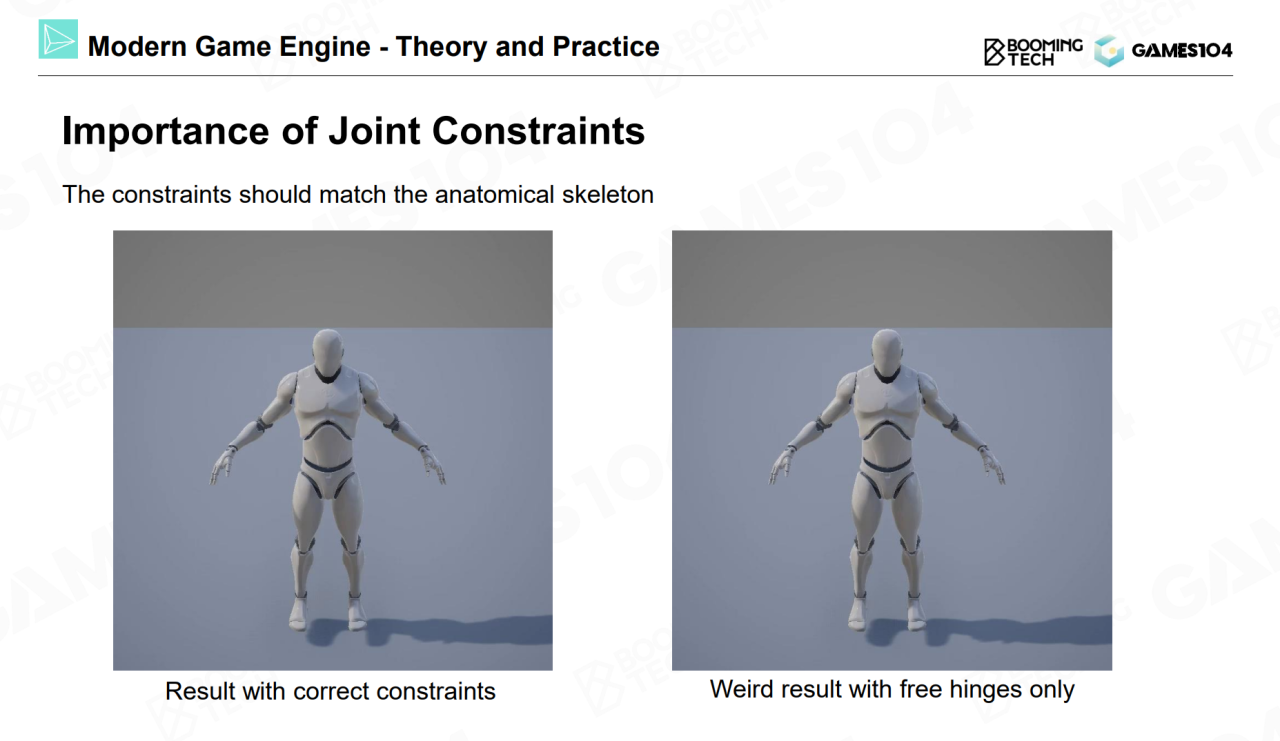 Modern Game Engine - Theory and Practice
BOOMING
TECH
GAMES104
Importance of Joint Constraints
The constraints should match the anatomical skeleton
Result with correct constraints
Weird result with free hinges only